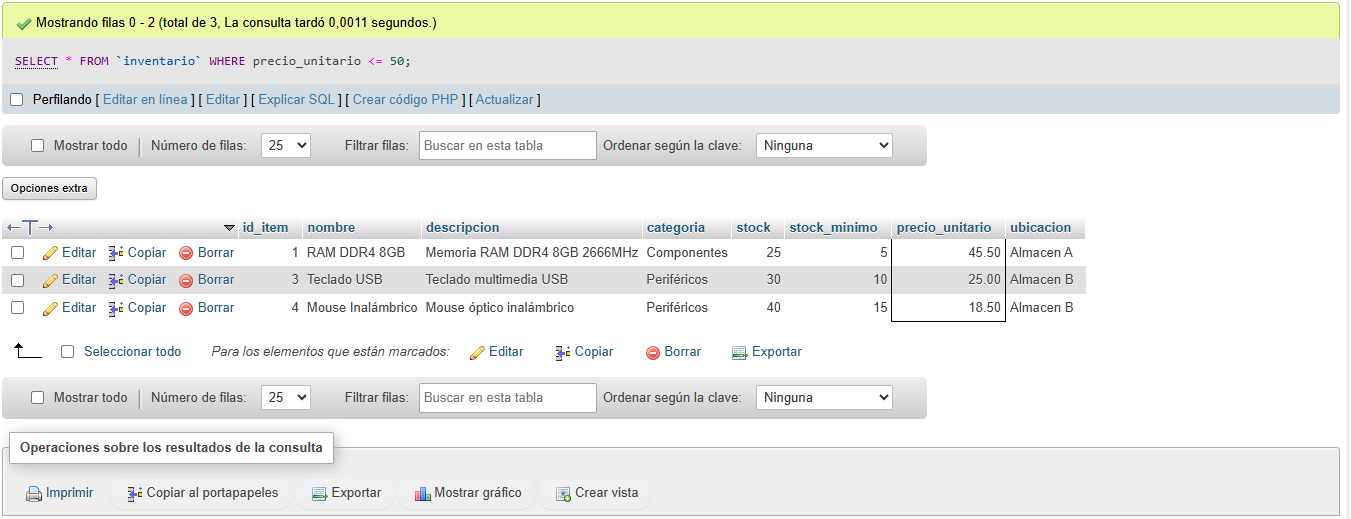 Mostrando filas 0 - 2 (total de 3, La consulta tardó 0,0011 segundos.)
SELECT * FROM `inventario` WHERE precio_unitario <= 50;
Perfilando [ Editar en línea ] [ Editar ] [ Explicar SQL ] [ Crear código PHP ] [ Actualizar ]
Mostrar todo | Número de filas: 25 Filtrar filas: Buscar en esta tabla Ordenar según la clave: Ninguna
Opciones extra
←T→ id_item nombre descripcion categoria stock stock_minimo precio_unitario ubicacion
Editar Copiar Borrar 1 RAM DDR4 8GB Memoria RAM DDR4 8GB 2666MHz Componentes 25 5 45.50 Almacen A
Editar Copiar Borrar 3 Teclado USB Teclado multimedia USB Periféricos 30 10 25.00 Almacen B
Editar Copiar Borrar 4 Mouse Inalámbrico Mouse óptico inalámbrico Periféricos 40 15 18.50 Almacen B
Seleccionar todo Para los elementos que están marcados: Editar Copiar Borrar Exportar
Mostrar todo | Número de filas: 25 Filtrar filas: Buscar en esta tabla Ordenar según la clave: Ninguna
Operaciones sobre los resultados de la consulta
Imprimir Copiar al portapapeles Exportar Mostrar gráfico Crear vista